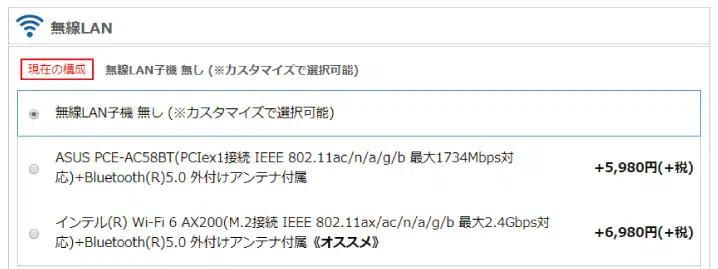 無線LAN
現在の構成 無線LAN子機 無し (※カスタマイズで選択可能)
無線LAN子機 無し (※カスタマイズで選択可能)
ASUS PCE-AC58BT(PCIex1接続 IEEE 802.11ac/n/a/g/b 最大1734Mbps対
応)+Bluetooth(R)5.0 外付けアンテナ付属
+5,980円(+税)
インテル(R) Wi-Fi 6 AX200(M.2接続 IEEE 802.11ax/ac/n/a/g/b 最大2.4Gbps対
応)+Bluetooth(R)5.0 外付けアンテナ付属《オススメ》
+6,980円(+税)